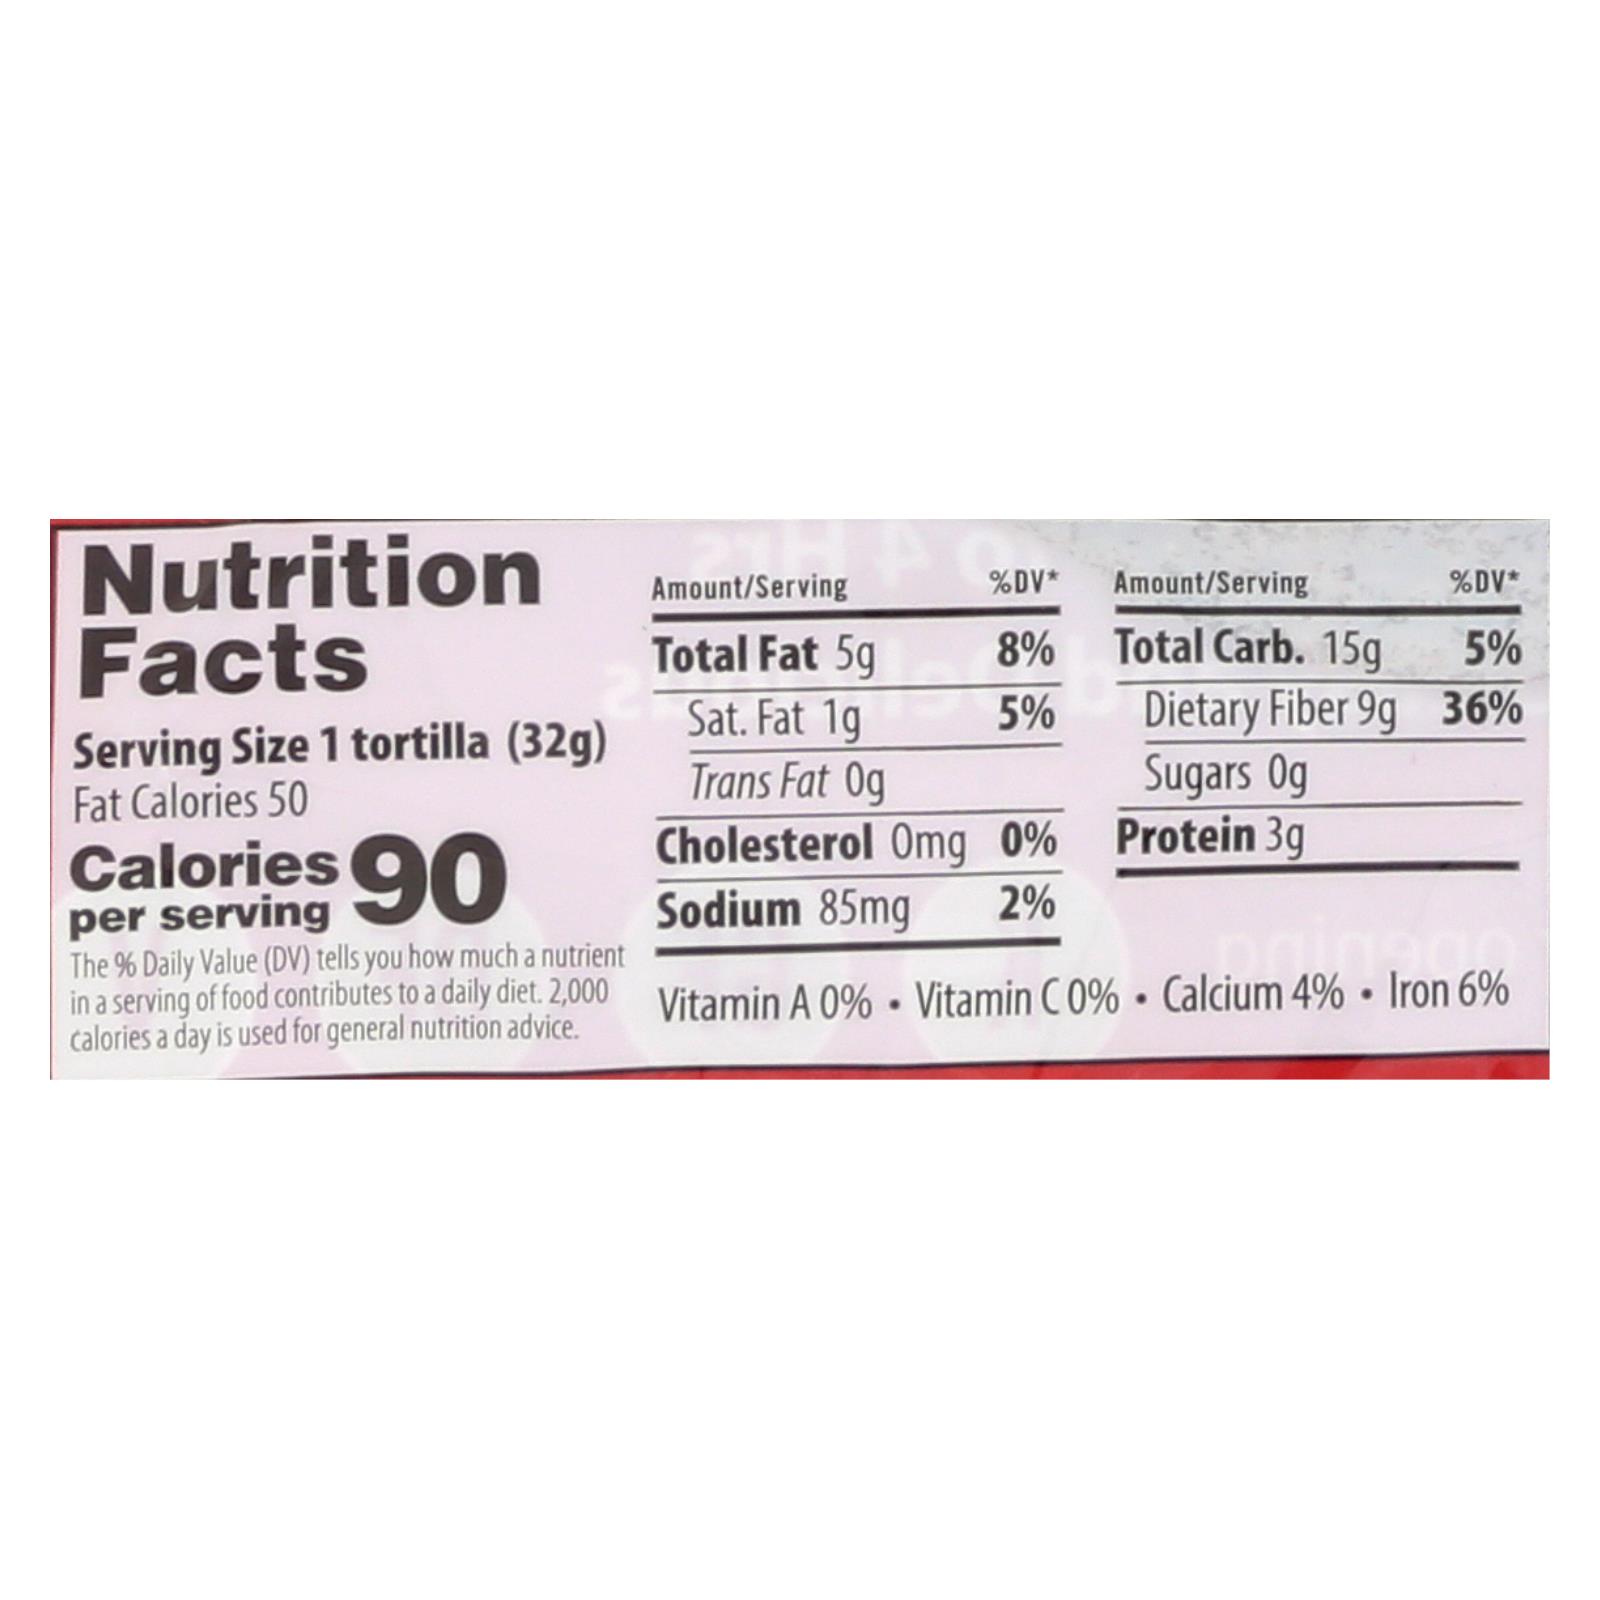 Nutrition
Facts
Serving Size 1 tortilla (32g)
Fat Calories 50
Calories
per serving 90
The % Daily Value (DV) tells you how much a nutrient
in a serving of food contributes to a daily diet. 2,000
calories a day is used for general nutrition advice.
Amount/Serving %DV*
Total Fat 5g 8%
Sat. Fat 1g 5%
Trans Fat 0g
Cholesterol 0mg 0%
Sodium 85mg 2%
Amount/Serving %DV*
Total Carb. 15g 5%
Dietary Fiber 9g 36%
Sugars 0g
Protein 3g
Vitamin A 0% • Vitamin C 0% • Calcium 4% • Iron 6%